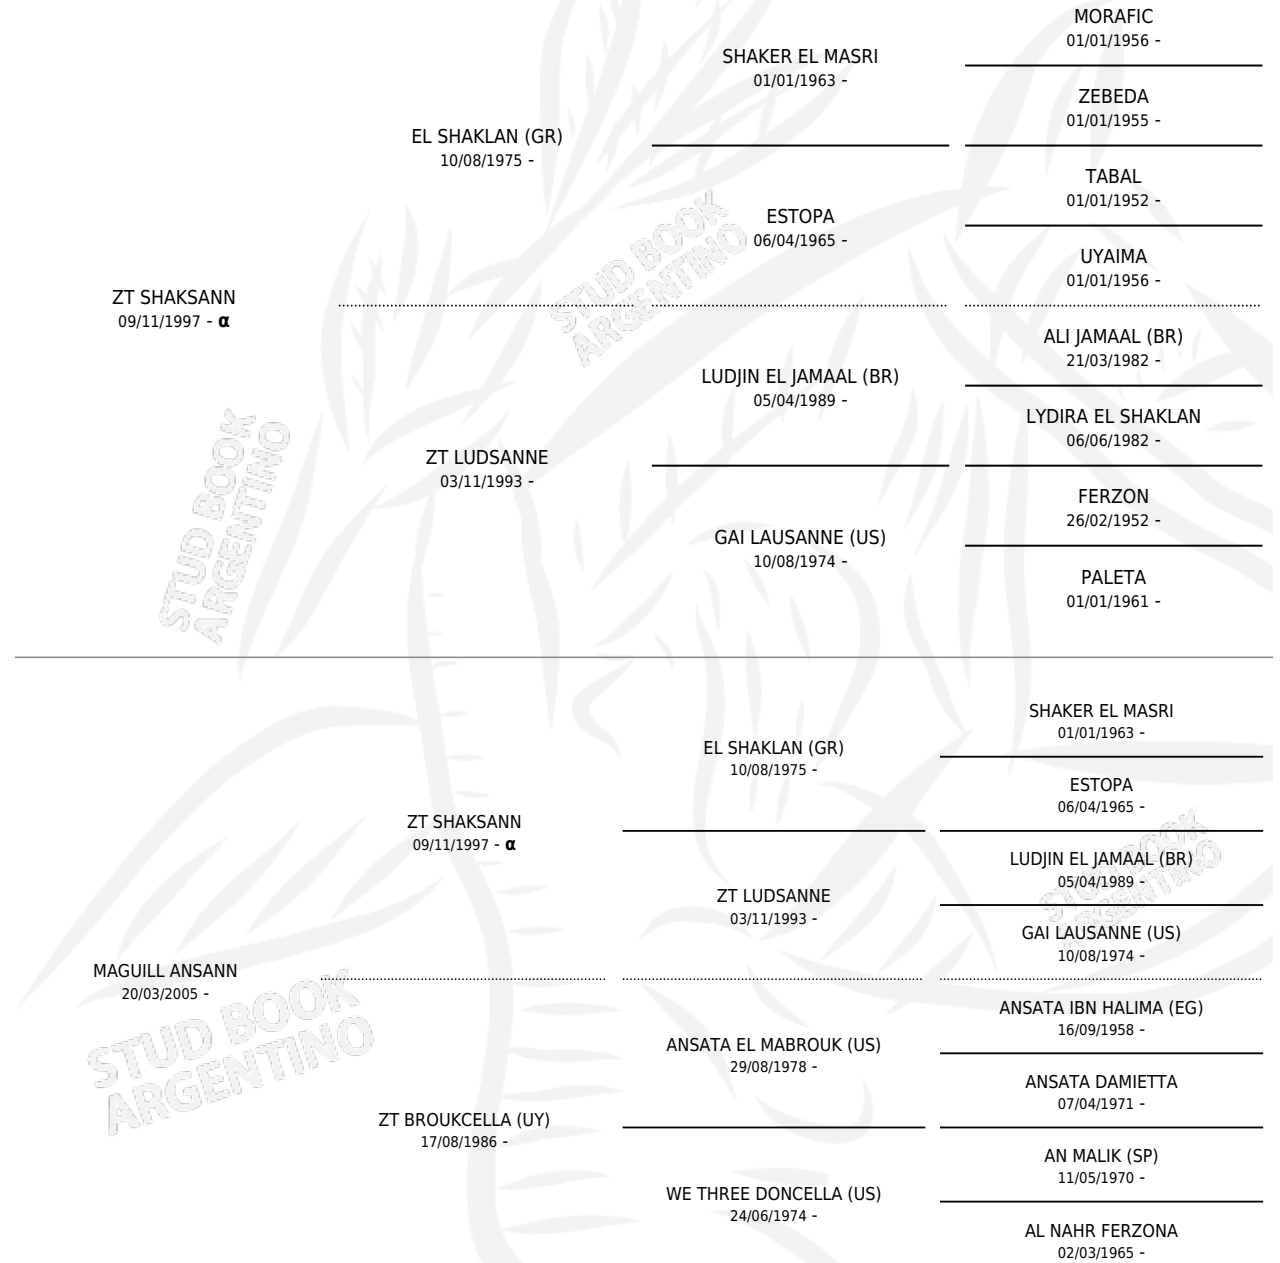 MORAFIC
01/01/1956 -
SHAKER EL MASRI
01/01/1963 -
ZEBEDA
01/01/1955 -
EL SHAKLAN (GR)
10/08/1975 -
TABAL
01/01/1952 -
ESTOPA
06/04/1965 -
UYAIMA
01/01/1956 -
ZT SHAKSANN
09/11/1997 - α
ALI JAMAAL (BR)
21/03/1982 -
LUDJIN EL JAMAAL (BR)
05/04/1989 -
LYDIRA EL SHAKLAN
06/06/1982 -
ZT LUDSANNE
03/11/1993 -
FERZON
26/02/1952 -
GAI LAUSANNE (US)
10/08/1974 -
PALETA
01/01/1961 -
STUD BOOK
ARGENTINO
STUD BOOK
ARGENTINO
SHAKER EL MASRI
01/01/1963 -
EL SHAKLAN (GR)
10/08/1975 -
ESTOPA
06/04/1965 -
ZT SHAKSANN
09/11/1997 - α
LUDJIN EL JAMAAL (BR)
05/04/1989 -
ZT LUDSANNE
03/11/1993 -
GAI LAUSANNE (US)
10/08/1974 -
MAGUILL ANSANN
20/03/2005 -
ANSATA IBN HALIMA (EG)
16/09/1958 -
ANSATA EL MABROUK (US)
29/08/1978 -
ANSATA DAMIETTA
07/04/1971 -
ZT BROUKCELLA (UY)
17/08/1986 -
AN MALIK (SP)
11/05/1970 -
WE THREE DONCELLA (US)
24/06/1974 -
AL NAHR FERZONA
02/03/1965 -
STUD BOOK
ARGENTINO
STUD BOOK
ARGENTINO